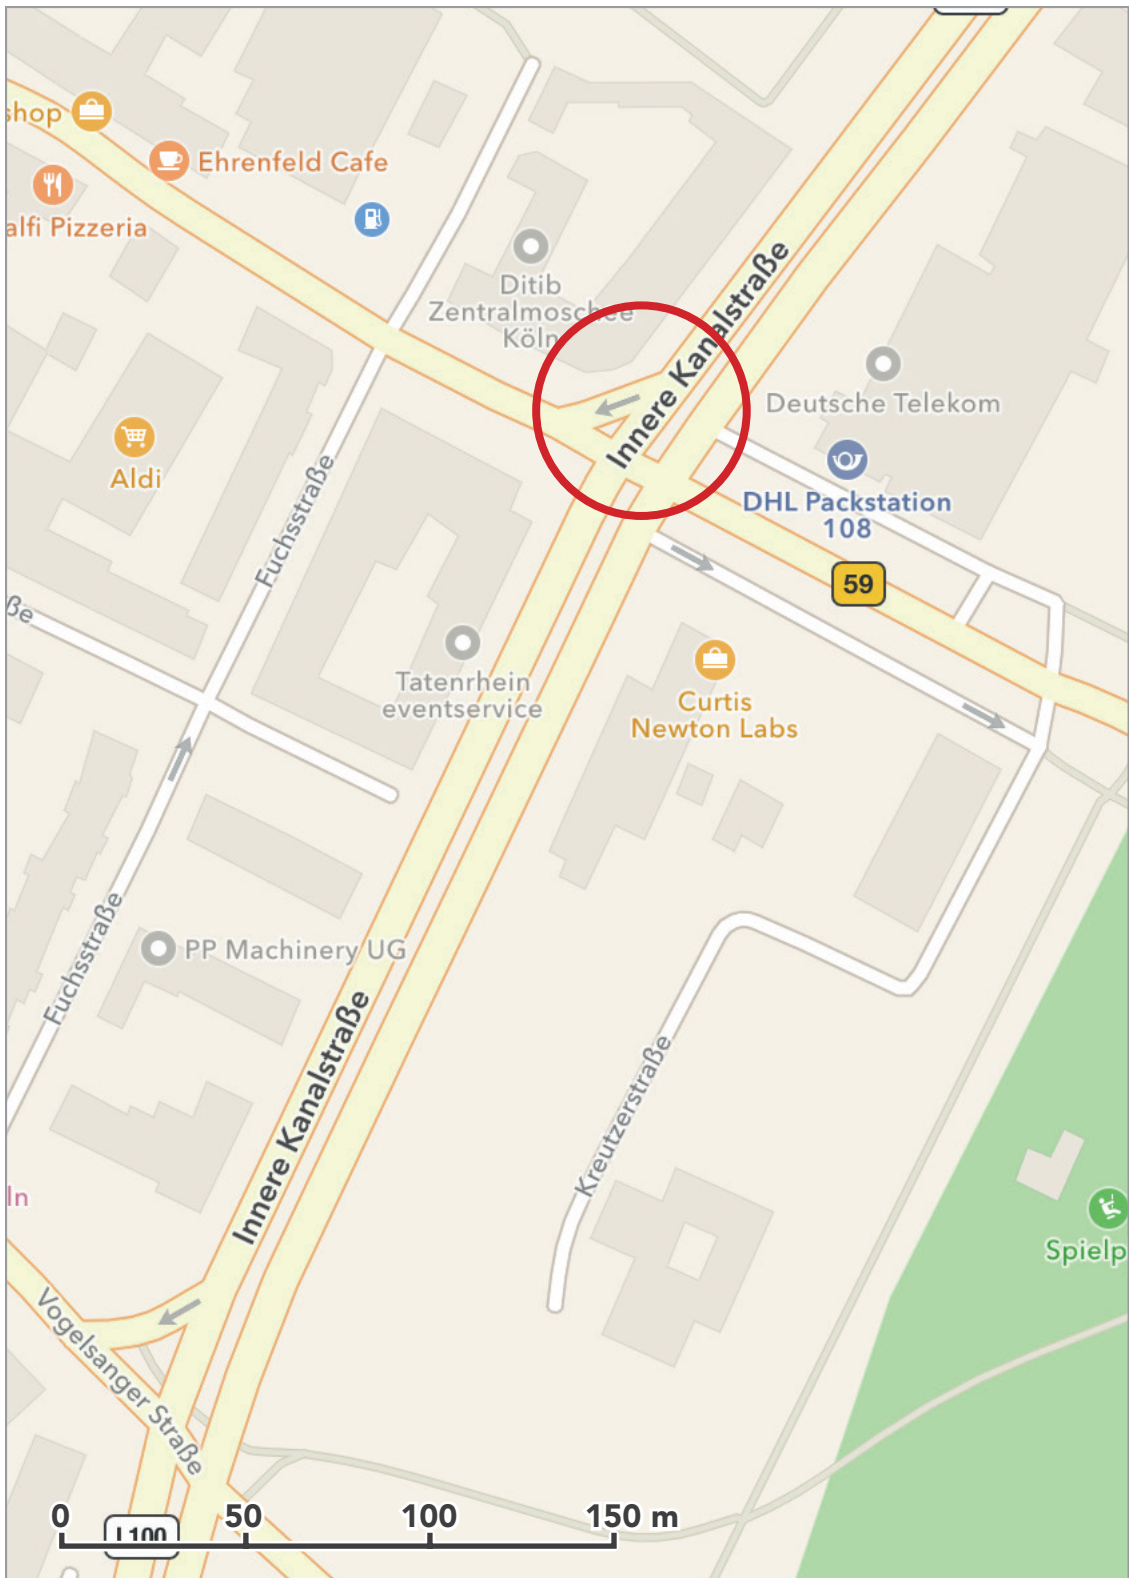 shop
Ehrenfeld Cafe
alfi Pizzeria
Ditib
Zentralmoschee
Köln
Innere Kanalstraße
Deutsche Telekom
Aldi
DHL Packstation
108
Fuchsstraße
59
ße
Tatenrhein
eventservice
Curtis
Newton Labs
PP Machinery UG
Fuchsstraße
Innere Kanalstraße
Kreutzerstraße
ln
Spielp
Vogelsanger Straße
0 50 100 150 m
L100